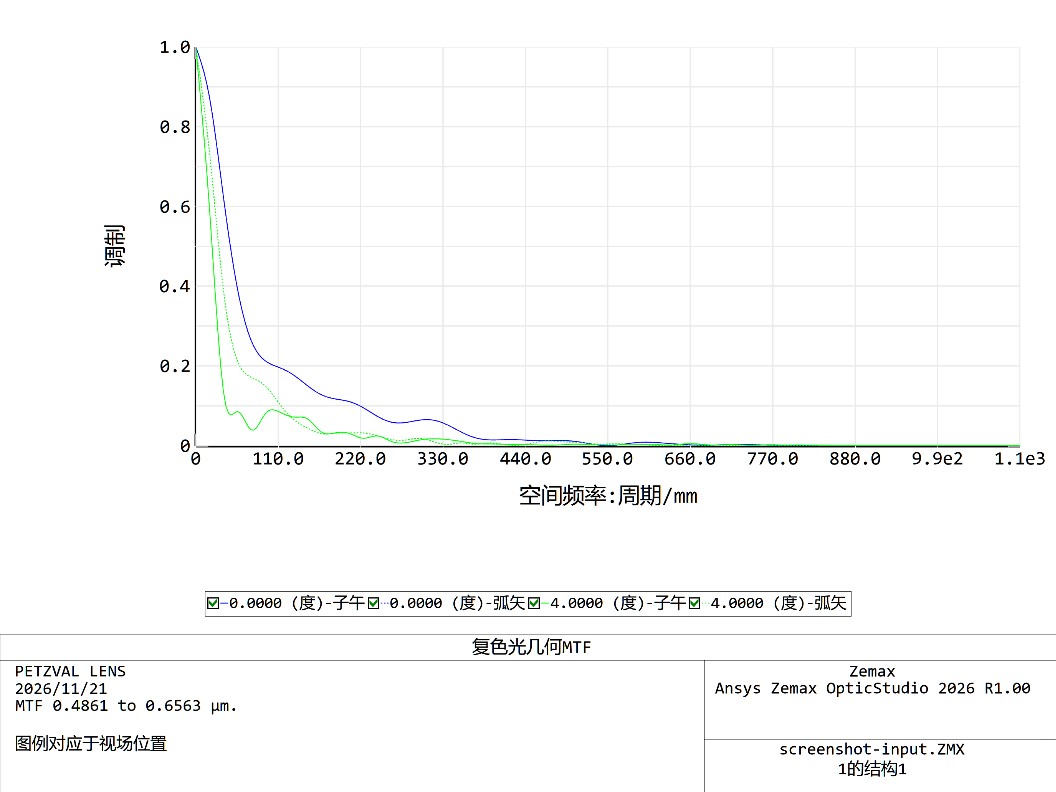 1.0
0.8
0.6
调制
0.4
0.2
0
0 110.0 220.0 330.0 440.0 550.0 660.0 770.0 880.0 9.9e2 1.1e3
空间频率:周期/mm
0.0000 (度)-子午 0.0000 (度)-弧矢 4.0000 (度)-子午 4.0000 (度)-弧矢
复色光几何MTF
PETZVAL LENS
2026/11/21
MTF 0.4861 to 0.6563 µm.
图例对应于视场位置
Zemax
Ansys Zemax OpticStudio 2026 R1.00
screenshot-input.ZMX
1的结构1